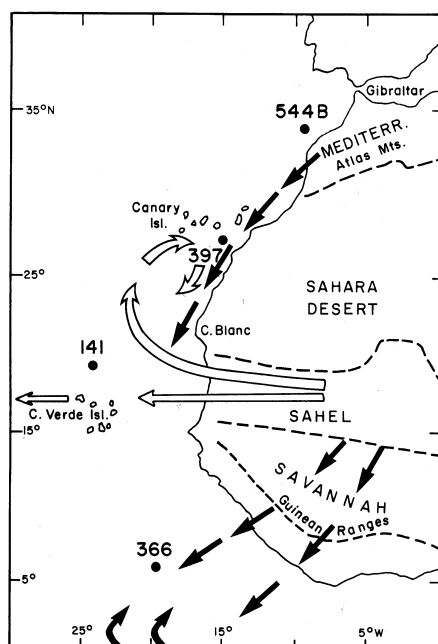 Gibraltar
35°N
544B
MEDITERR.
Atlas Mts.
Canary
Isl.
397
25°
SAHARA
DESERT
C. Blanc
141
C. Verde Isl.
SAHEL
15°
SAVANNAH
Guinean Ranges
366
5°
25° 15° 5°W